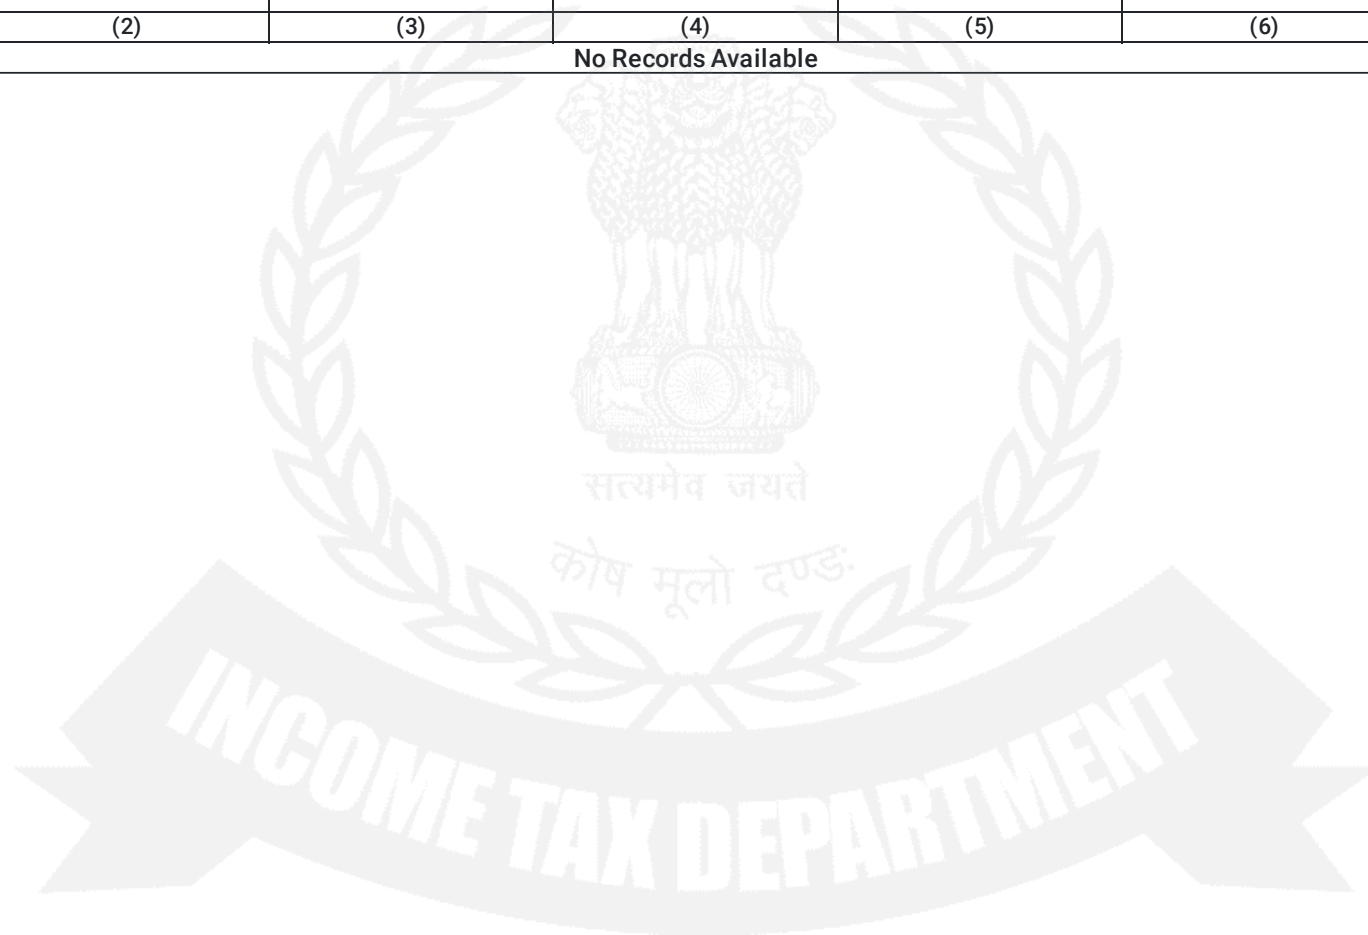 (2) (3) (4) (5) (6)
No Records Available
सत्यमेव जयते
कोष मूलो दण्डः
INCOME TAX DEPARTMENT